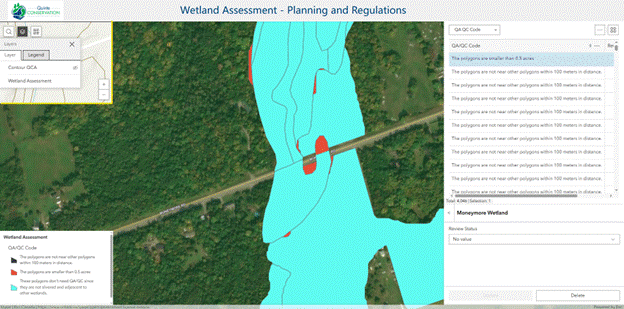 Quinte
CONSERVATION
Wetland Assessment - Planning and Regulations
Layers
Layer
Legend
Contour QCA
Wetland Assessment
Wetland Assessment
QA/QC Code
The polygons are not near other polygons
within 100 meters in distance.
The polygons are smaller than 0.5 acres
These polygons don't need QA/QC since
they are not slivered and adjacent to
other wetlands.
QA QC Code
QA/QC Code
The polygons are smaller than 0.5 acres
The polygons are not near other polygons within 100 meters in distance.
The polygons are not near other polygons within 100 meters in distance.
The polygons are not near other polygons within 100 meters in distance.
The polygons are not near other polygons within 100 meters in distance.
The polygons are not near other polygons within 100 meters in distance.
The polygons are not near other polygons within 100 meters in distance.
The polygons are not near other polygons within 100 meters in distance.
The polygons are not near other polygons within 100 meters in distance.
The polygons are not near other polygons within 100 meters in distance.
The polygons are not near other polygons within 100 meters in distance.
Selection: 1
Moneymore Wetland
Review Status
No value
Update
Delete
Powered by Esri